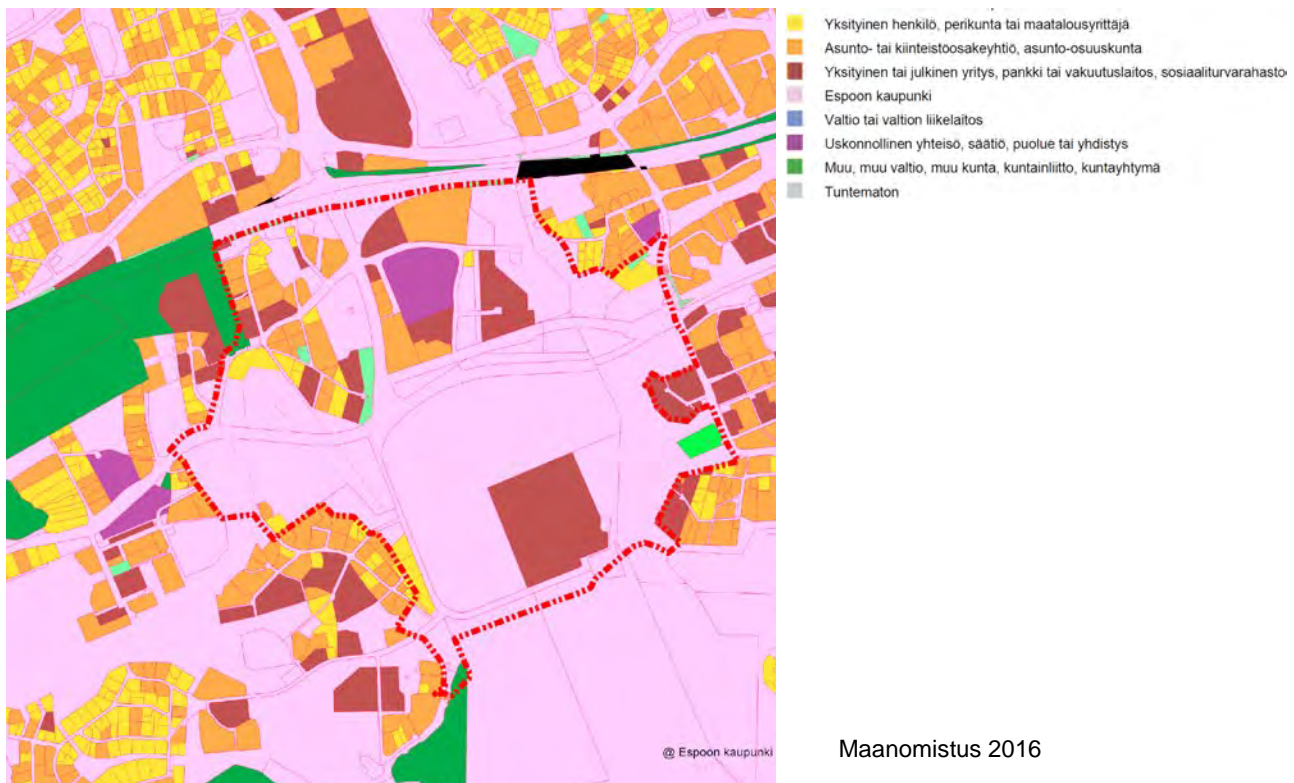 Yksityinen henkilö, perikunta tai maatalousyrittäjä
Asunto- tai kiinteistöosakeyhtiö, asunto-osuuskunta
Yksityinen tai julkinen yritys, pankki tai vakuutuslaitos, sosiaaliturvarahasto
Espoon kaupunki
Valtio tai valtion liikelaitos
Uskonnollinen yhteisö, säätiö, puolue tai yhdistys
Muu, muu valtio, muu kunta, kuntainliitto, kuntayhtymä
Tuntematon
@ Espoon kaupunki
Maanomistus 2016